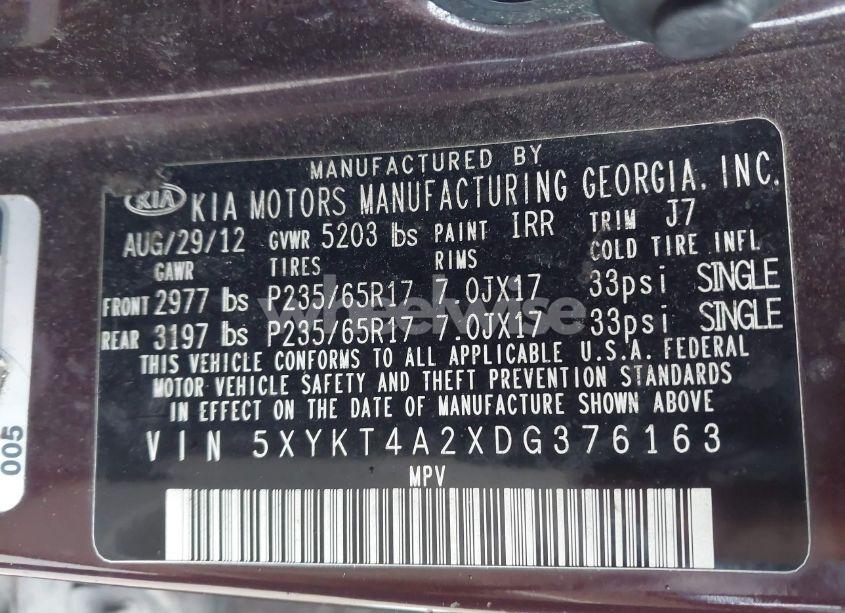 MANUFACTURED BY
KIA KIA MOTORS MANUFACTURING GEORGIA, INC.
AUG/29/12 GVWR 5203 lbs PAINT IRR TRIM J7
GAWR TIRES RIMS COLD TIRE INFL
FRONT 2977 lbs P235/65R17 7.0JX17 33psi SINGLE
REAR 3197 lbs P235/65R17 7.0JX17 33psi SINGLE
THIS VEHICLE CONFORMS TO ALL APPLICABLE U.S.A. FEDERAL
MOTOR VEHICLE SAFETY AND THEFT PREVENTION STANDARDS
IN EFFECT ON THE DATE OF MANUFACTURE SHOWN ABOVE
VIN 5XYKT4A2XDG376163
MPV
005
wheelwise